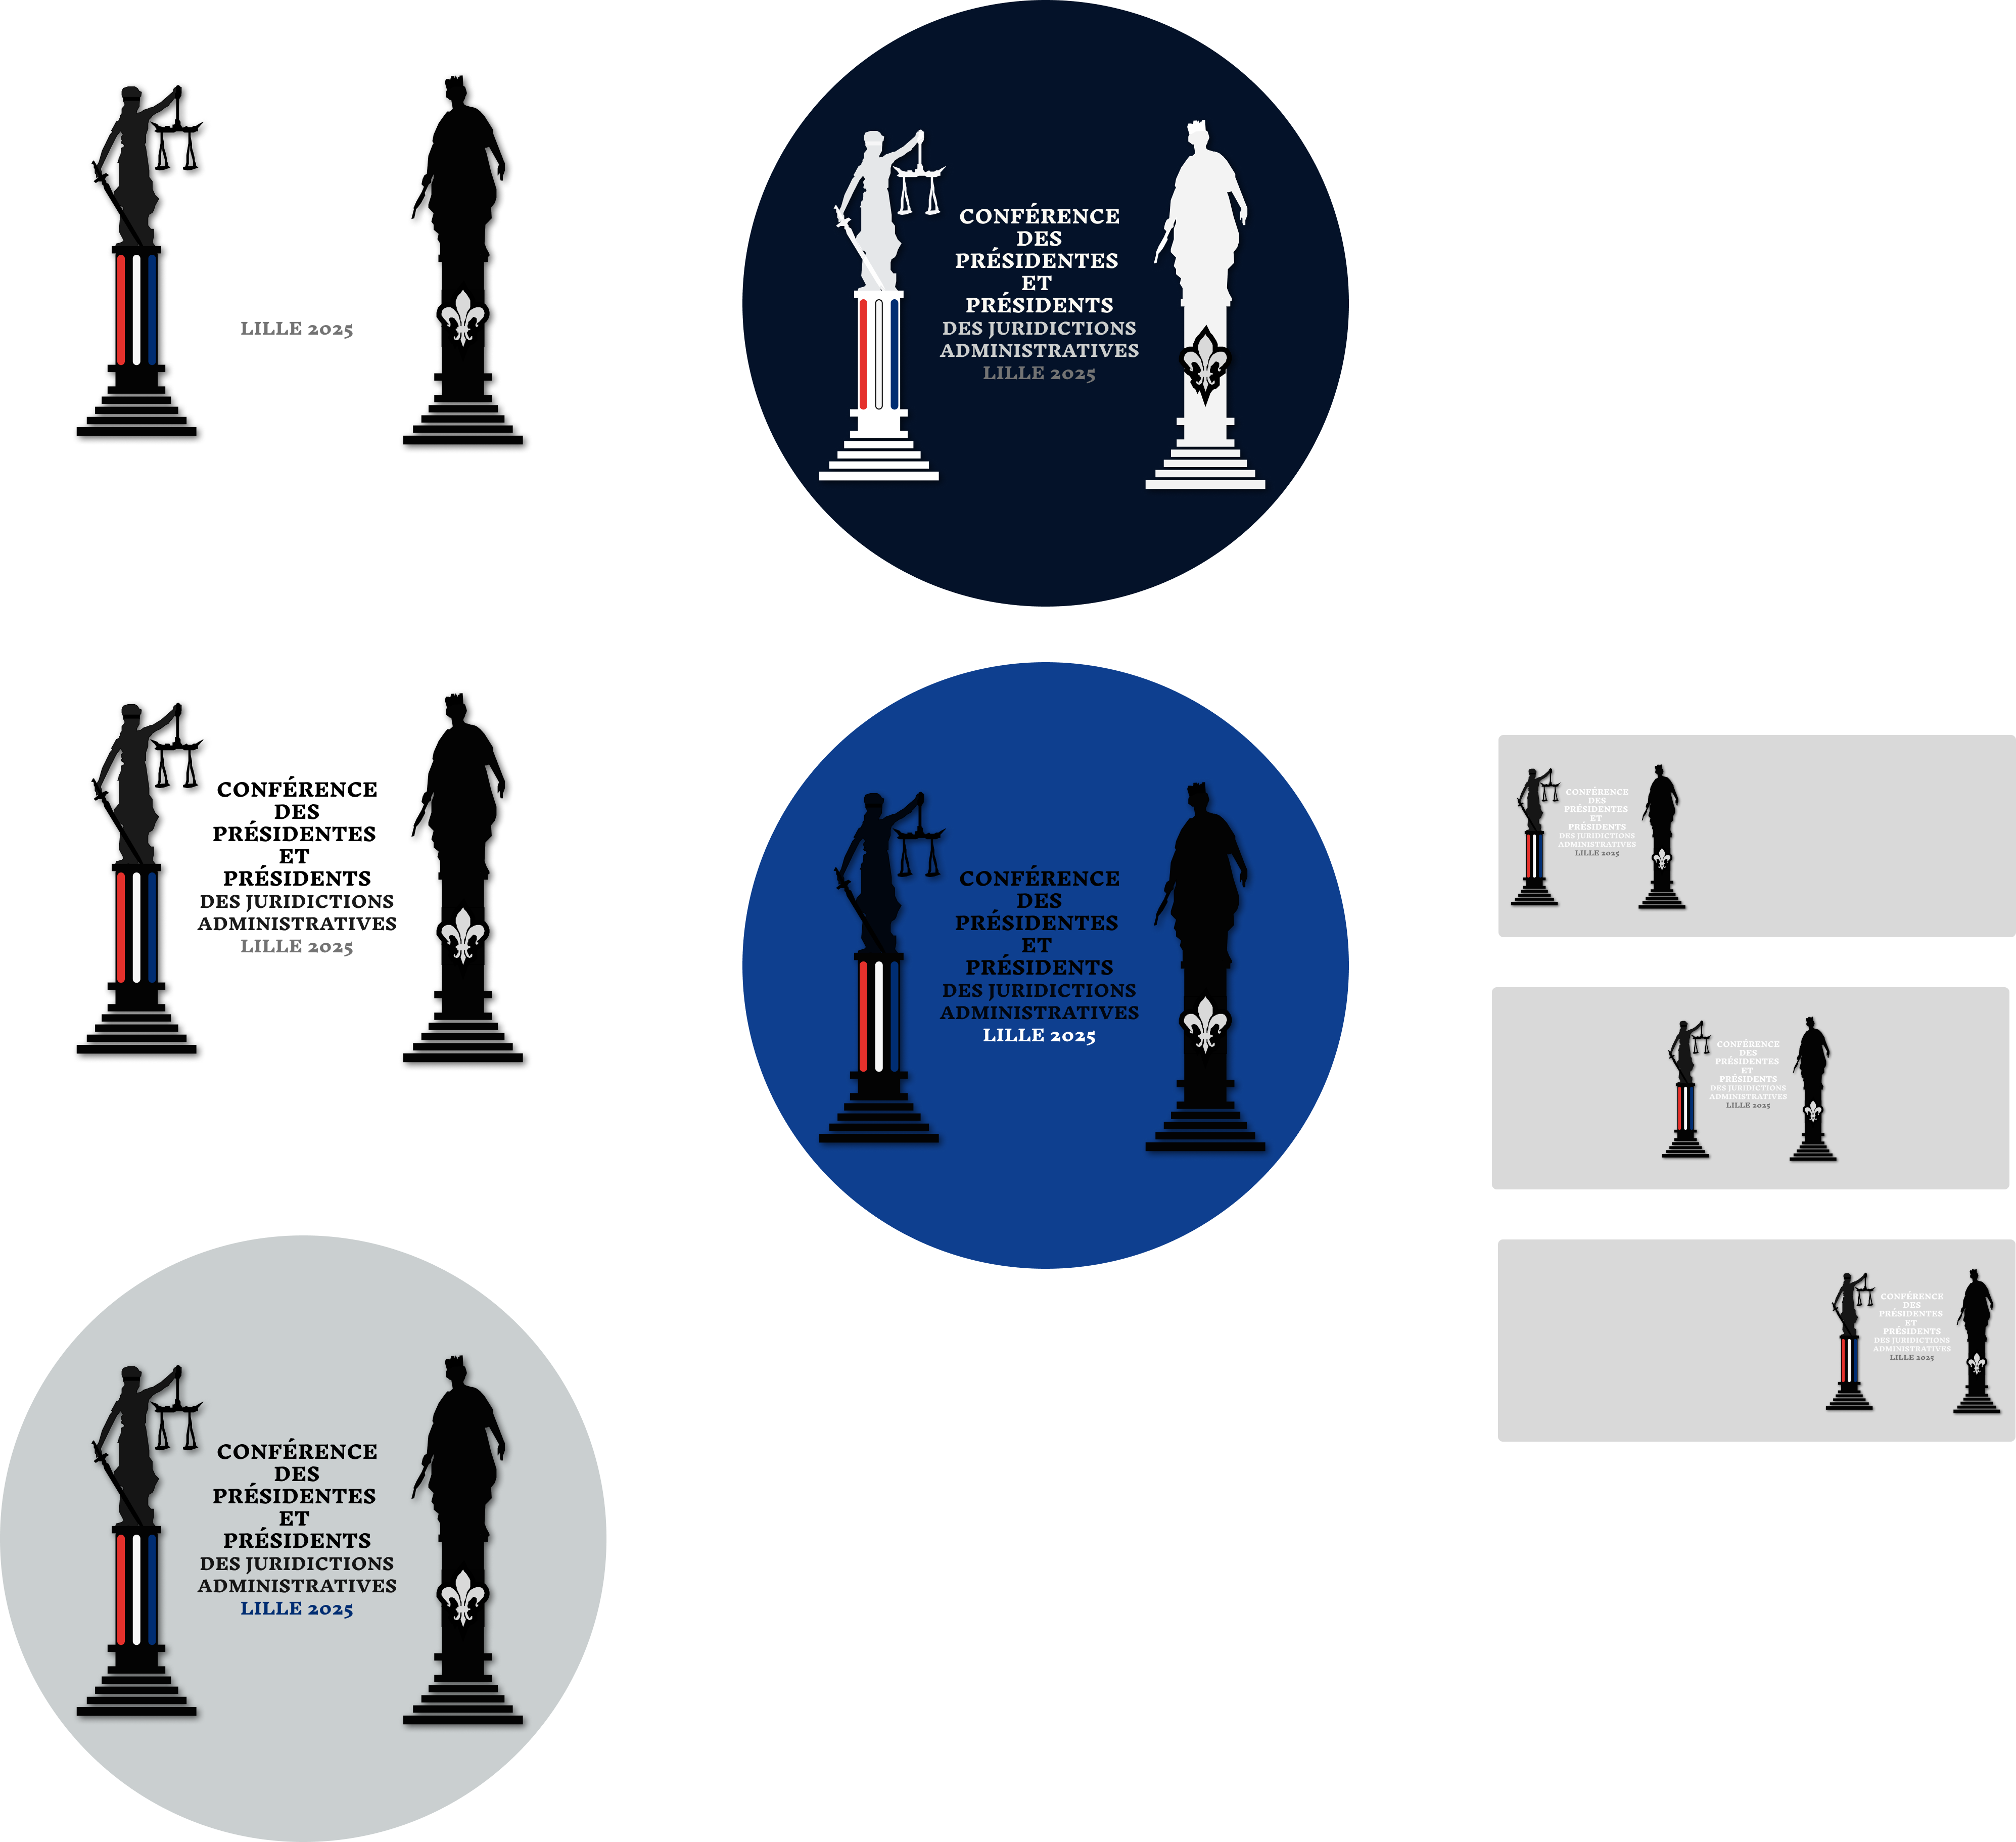 LILLE 2025
CONFÉRENCE
DES
PRÉSIDENTES
ET
PRÉSIDENTS
DES JURIDICTIONS
ADMINISTRATIVES
LILLE 2025
CONFÉRENCE
DES
PRÉSIDENTES
ET
PRÉSIDENTS
DES JURIDICTIONS
ADMINISTRATIVES
LILLE 2025
CONFÉRENCE
DES
PRÉSIDENTES
ET
PRÉSIDENTS
DES JURIDICTIONS
ADMINISTRATIVES
LILLE 2025
CONFÉRENCE
DES
PRÉSIDENTES
ET
PRÉSIDENTS
DES JURIDICTIONS
ADMINISTRATIVES
LILLE 2025
CONFÉRENCE
DES
PRÉSIDENTES
ET
PRÉSIDENTS
DES JURIDICTIONS
ADMINISTRATIVES
LILLE 2025
CONFÉRENCE
DES
PRÉSIDENTES
ET
PRÉSIDENTS
DES JURIDICTIONS
ADMINISTRATIVES
LILLE 2025
CONFÉRENCE
DES
PRÉSIDENTES
ET
PRÉSIDENTS
DES JURIDICTIONS
ADMINISTRATIVES
LILLE 2025